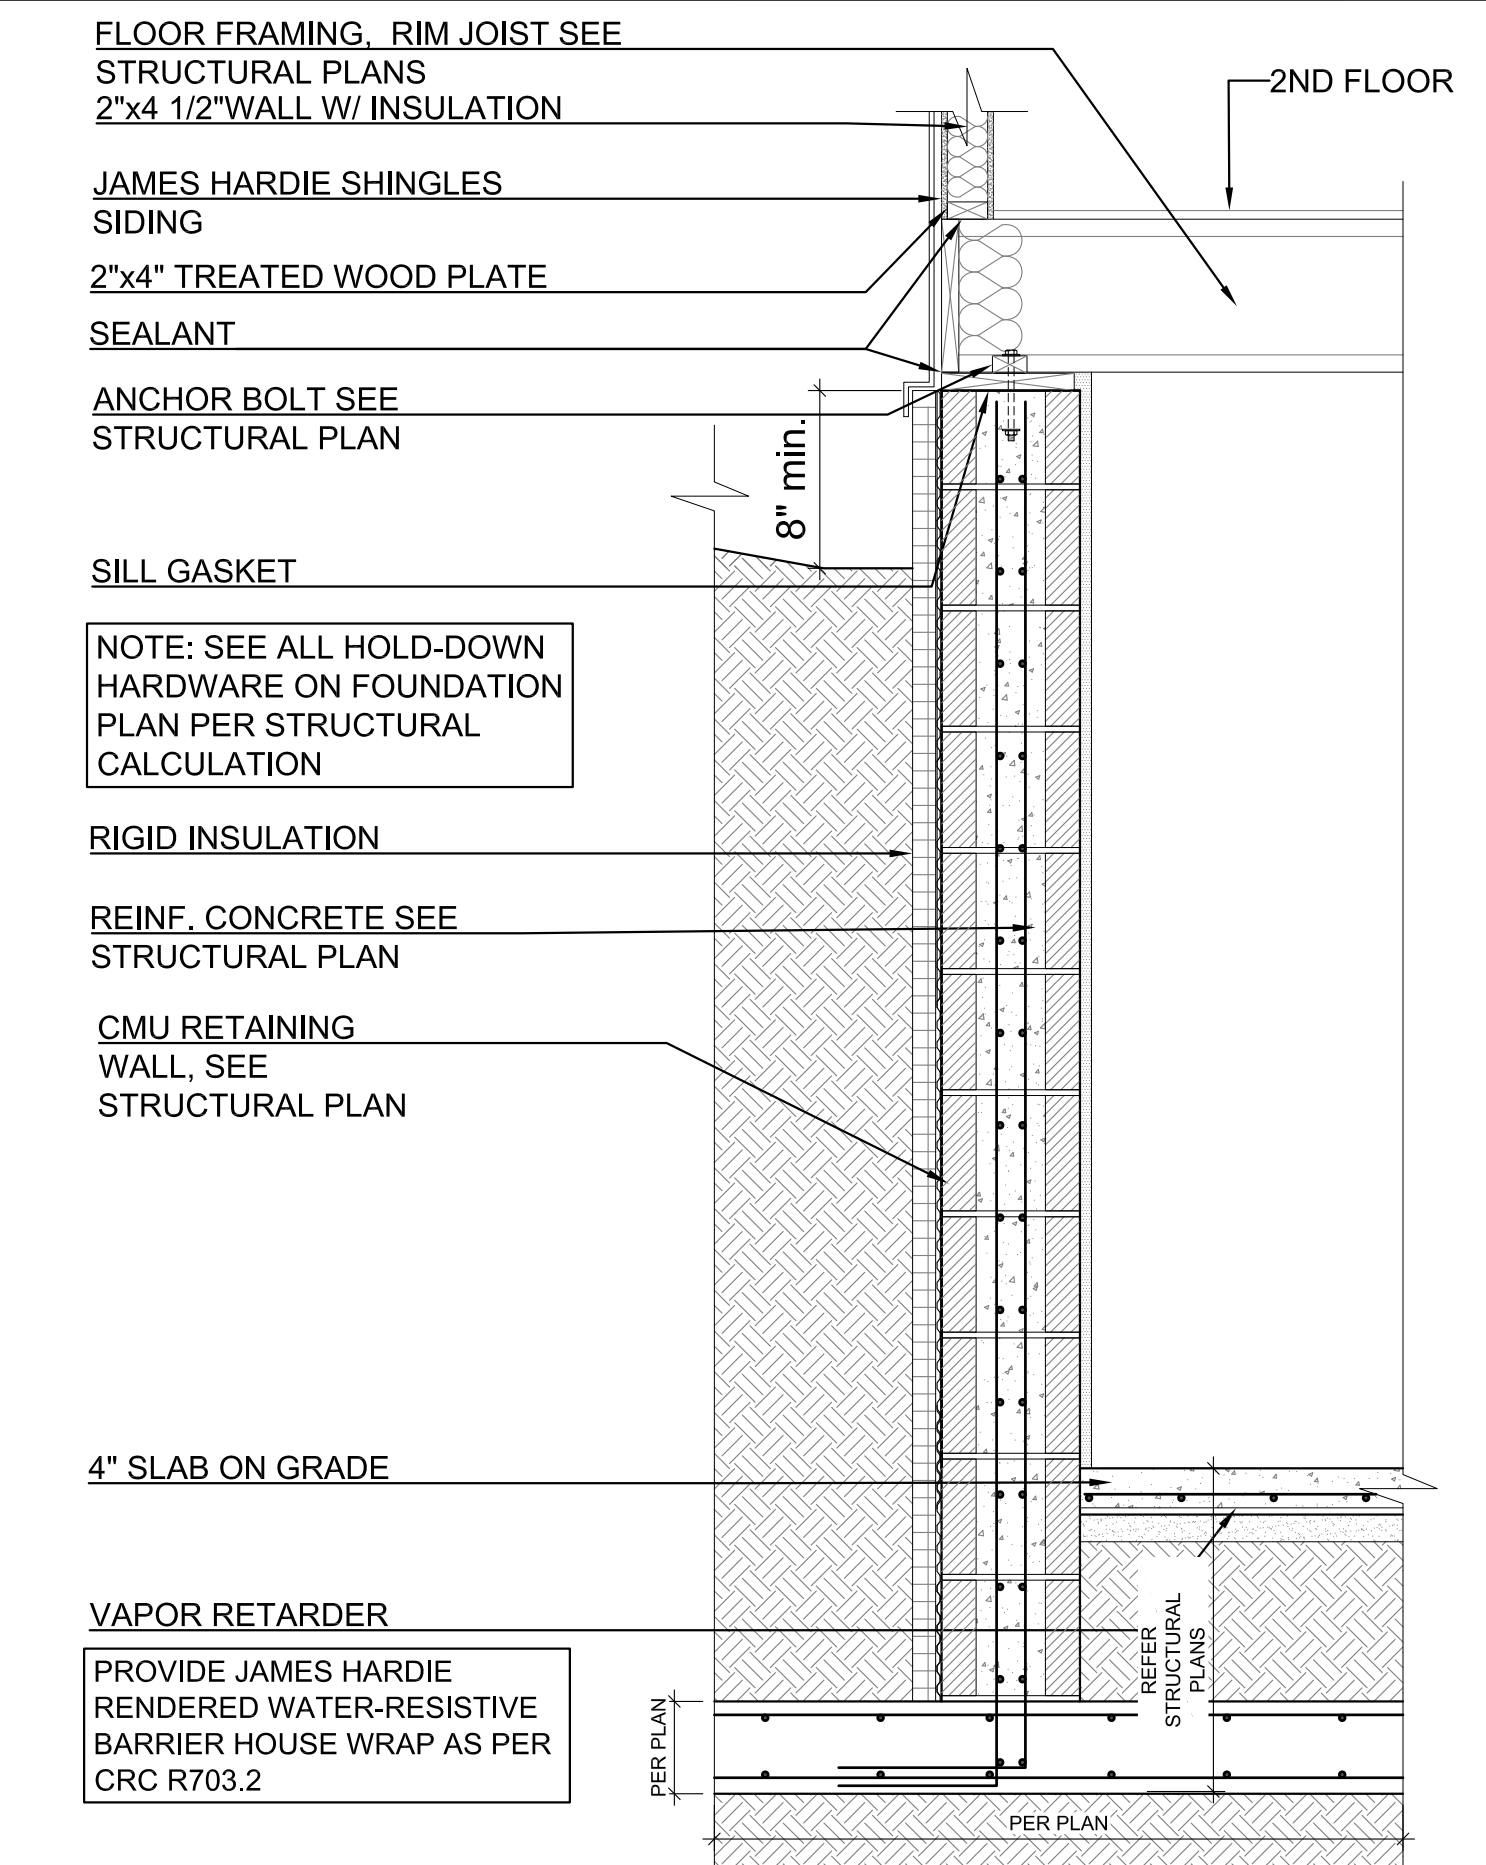 FLOOR FRAMING, RIM JOIST SEE
STRUCTURAL PLANS
2"x4 1/2"WALL W/ INSULATION
2ND FLOOR
JAMES HARDIE SHINGLES
SIDING
2"x4" TREATED WOOD PLATE
SEALANT
ANCHOR BOLT SEE
STRUCTURAL PLAN
8" min.
SILL GASKET
NOTE: SEE ALL HOLD-DOWN
HARDWARE ON FOUNDATION
PLAN PER STRUCTURAL
CALCULATION
RIGID INSULATION
REINF. CONCRETE SEE
STRUCTURAL PLAN
CMU RETAINING
WALL, SEE
STRUCTURAL PLAN
4" SLAB ON GRADE
VAPOR RETARDER
PROVIDE JAMES HARDIE
RENDERED WATER-RESISTIVE
BARRIER HOUSE WRAP AS PER
CRC R703.2
PER PLAN
REFER
STRUCTURAL
PLANS
PER PLAN